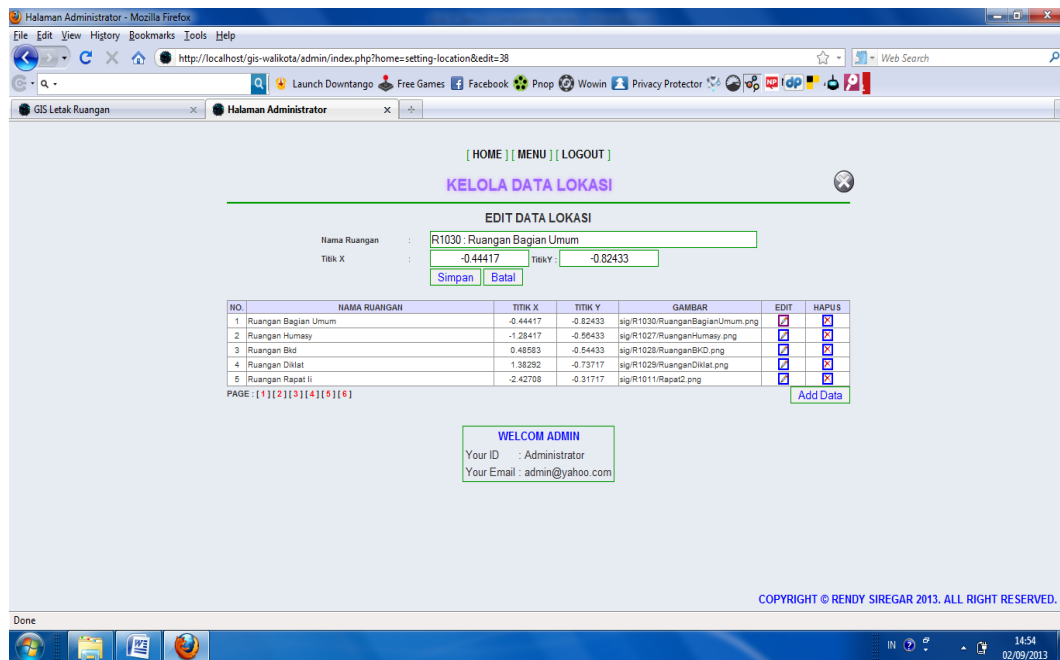 Halaman Administrator - Mozilla Firefox
File Edit View History Bookmarks Tools Help
http://localhost/gis-walikota/admin/index.php?home=setting-location&edit=38
Web Search
Launch Downtango Free Games Facebook Pnop Wowin Privacy Protector NP idp
GIS Letak Ruangan Halaman Administrator
[ HOME ] [ MENU ] [ LOGOUT ]
KELOLA DATA LOKASI
EDIT DATA LOKASI
Nama Ruangan : R1030 : Ruangan Bagian Umum
Titik X : -0.44417 TitikY : -0.82433
Simpan Batal
NO. NAMA RUANGAN TITIK X TITIK Y GAMBAR EDIT HAPUS
1 Ruangan Bagian Umum -0.44417 -0.82433 sig/R1030/RuanganBagianUmum.png
2 Ruangan Humasy -1.28417 -0.56433 sig/R1027/RuanganHumasy.png
3 Ruangan Bkd 0.48583 -0.54433 sig/R1028/RuanganBKD.png
4 Ruangan Diklat 1.38292 -0.73717 sig/R1029/RuanganDiklat.png
5 Ruangan Rapat Ii -2.42708 -0.31717 sig/R1011/Rapat2.png
PAGE : [ 1 ] [ 2 ] [ 3 ] [ 4 ] [ 5 ] [ 6 ]
Add Data
WELCOM ADMIN
Your ID : Administrator
Your Email : admin@yahoo.com
COPYRIGHT © RENDY SIREGAR 2013. ALL RIGHT RESERVED.
Done
IN
14:54
02/09/2013